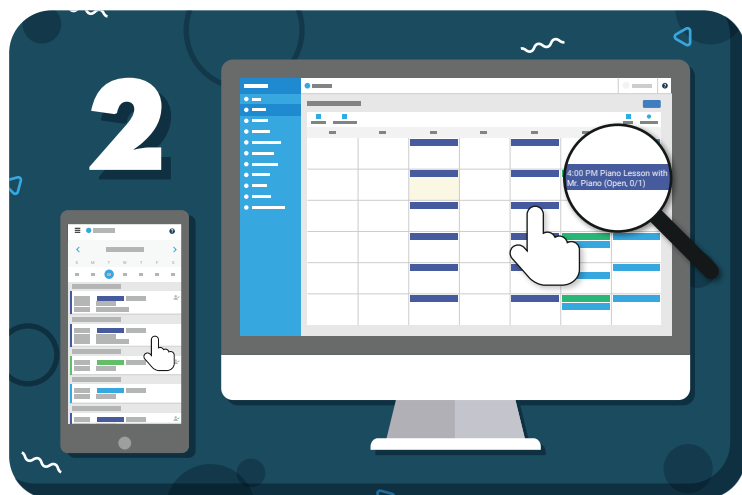 2
S M T W T F S
4:00 PM Piano Lesson with
Mr. Piano (Open, 0/1)